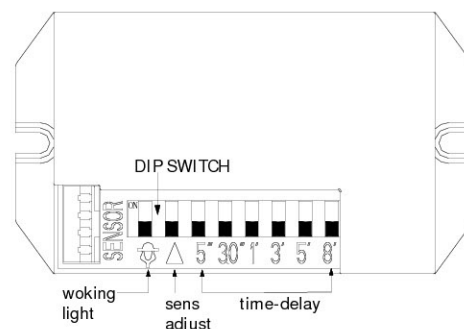 DIP SWITCH
ON
SENSOR
5" 30" 1' 3' 5' 8'
woking
light
sens
adjust
time-delay